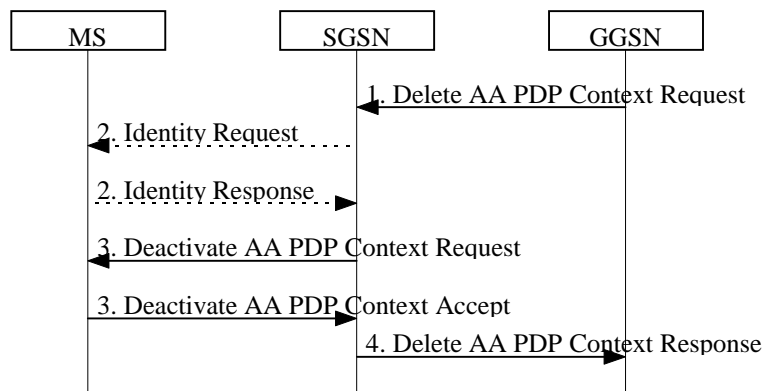 MS
SGSN
GGSN
1. Delete AA PDP Context Request
2. Identity Request
2. Identity Response
3. Deactivate AA PDP Context Request
3. Deactivate AA PDP Context Accept
4. Delete AA PDP Context Response